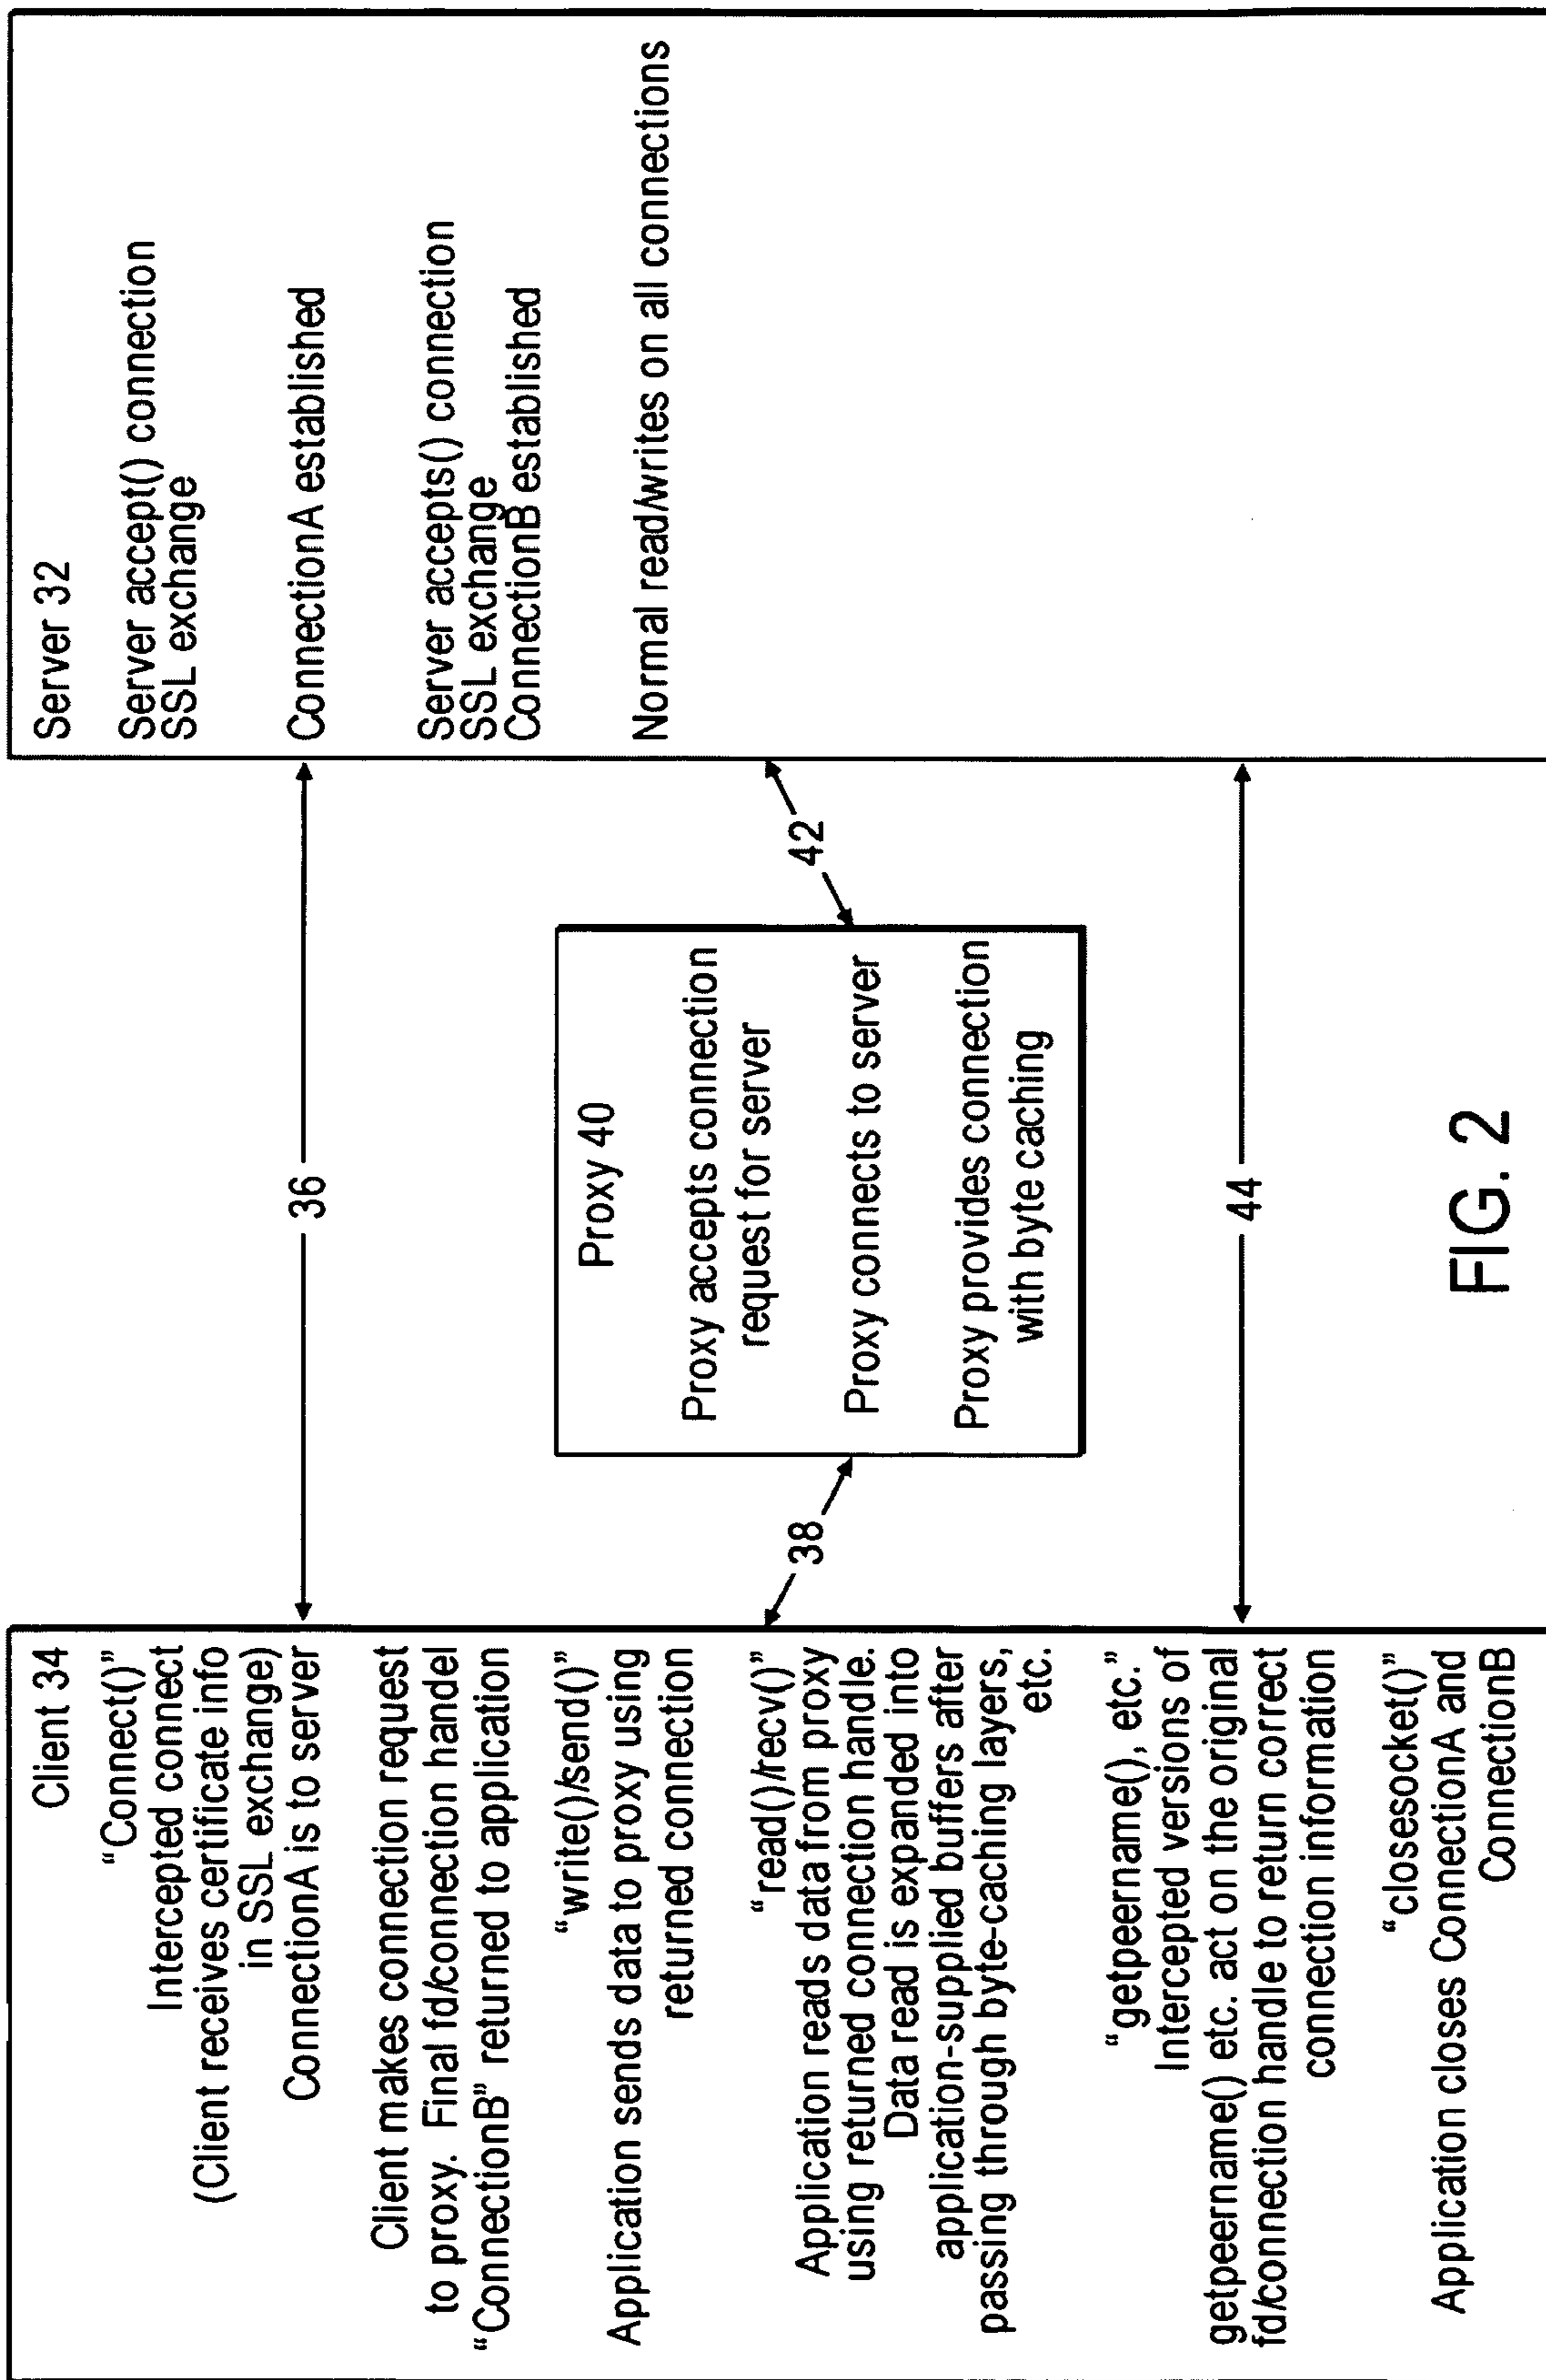 Client 34
“Connect()”
Intercepted connect
(Client receives certificate info
in SSL exchange)
ConnectionA is to server
Client makes connection request
to proxy. Final fd/connection handel
“ConnectionB” returned to application
“write()/send()”
Application sends data to proxy using
returned connection
“read()/recv()”
Application reads data from proxy
using returned connection handle.
Data read is expanded into
application-supplied buffers after
passing through byte-caching layers,
etc.
“getpeername(), etc.”
Intercepted versions of
getpeername() etc. act on the original
fd/connection handle to return correct
connection information
“closesocket()”
Application closes ConnectionA and
ConnectionB
36
38
Proxy 40
Proxy accepts connection
request for server
Proxy connects to server
Proxy provides connection
with byte caching
42
44
Server 32
Server accept() connection
SSL exchange
ConnectionA established
Server accepts() connection
SSL exchange
ConnectionB established
Normal read/writes on all connections
FIG. 2